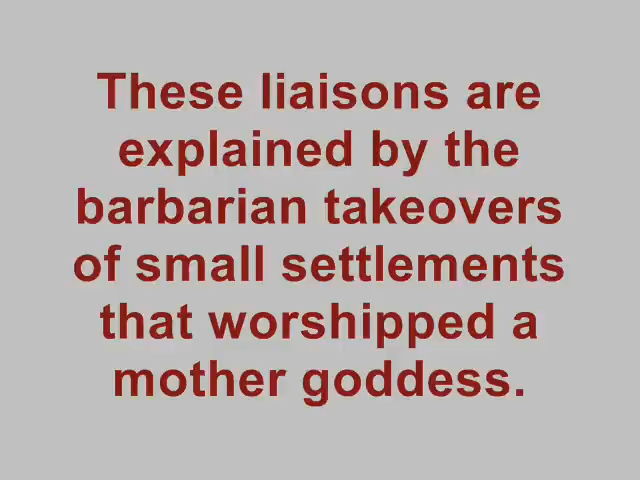 These liaisons are
explained by the
barbarian takeovers
of small settlements
that worshipped a
mother goddess.